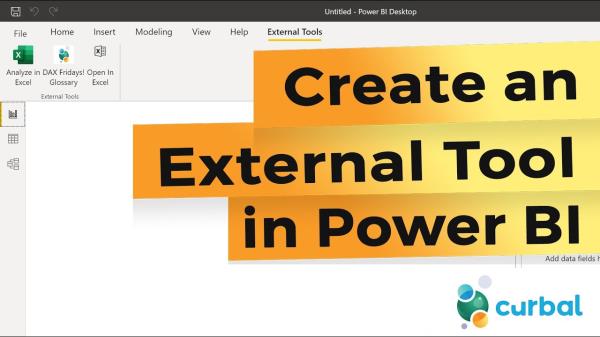 Untitled - Power BI Desktop
File Home Insert Modeling View Help External Tools
Analyze in DAX Fridays! Open In
Excel Glossary Excel
External Tools
Create an
External Tool
in Power BI
Add data fields h
curbal